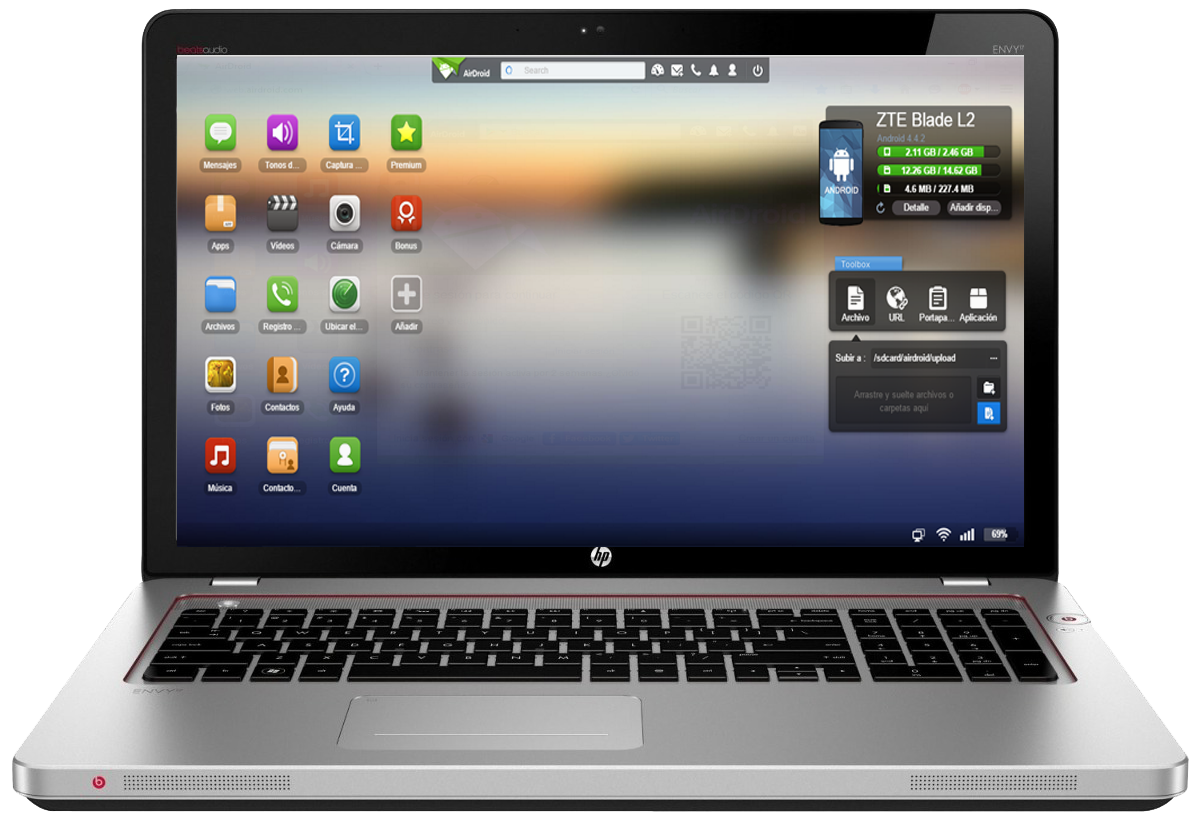 beatsaudio
ENVY17
AirDroid
Search
ZTE Blade L2
Android 4.4.2
2.11 GB / 2.46 GB
12.26 GB / 14.62 GB
4.6 MB / 227.4 MB
ANDROID
Detalle
Añadir disp...
Mensajes
Tonos d...
Captura ...
Premium
Apps
Vídeos
Cámara
Bonus
Archivos
Registro ...
Ubicar el...
Añadir
Fotos
Contactos
Ayuda
Música
Contacto...
Cuenta
Toolbox
Archivo
URL
Portapa...
Aplicación
Subir a :
/sdcard/airdroid/upload
...
Arrastre y suelte archivos o
carpetas aquí
69%
hp
ENVY17
b